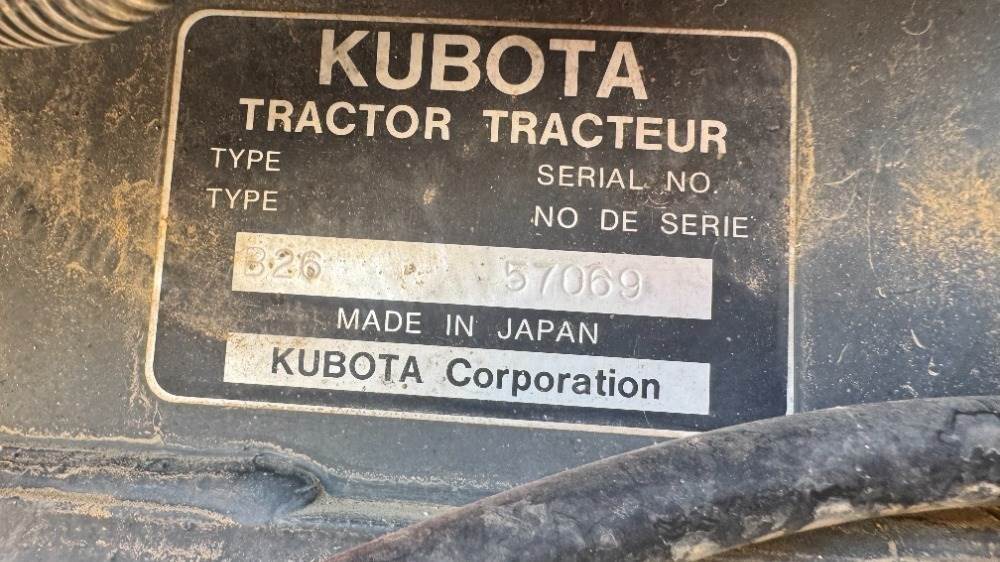 KUBOTA
TRACTOR TRACTEUR
TYPE SERIAL NO.
TYPE NO DE SERIE
B26 57069
MADE IN JAPAN
KUBOTA Corporation